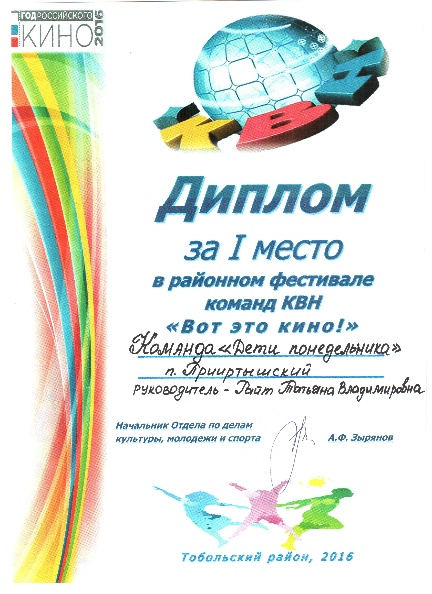 ГОД РОССИЙСКОГО
КИНО 2016
КВН
Диплом
за I место
в районном фестивале
команд КВН
«Вот это кино!»
Команда «Дети понедельника»
п. Прииртышский
руководитель - Райт Татьяна Владимировна
Начальник Отдела по делам
культуры, молодежи и спорта
А.Ф. Зырянов
Тобольский район, 2016